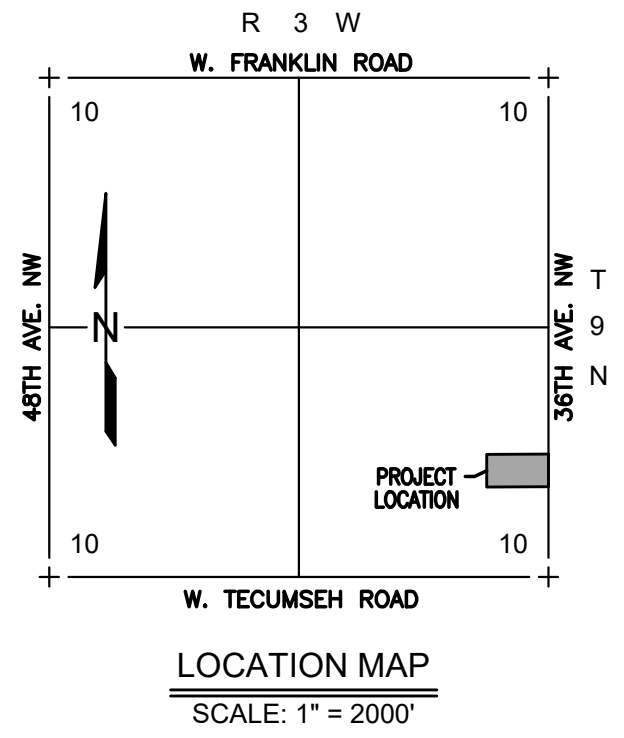 R 3 W
W. FRANKLIN ROAD
10
10
48TH AVE. NW
N
36TH AVE. NW
T
9
N
PROJECT
LOCATION
10
10
W. TECUMSEH ROAD
LOCATION MAP
SCALE: 1" = 2000'